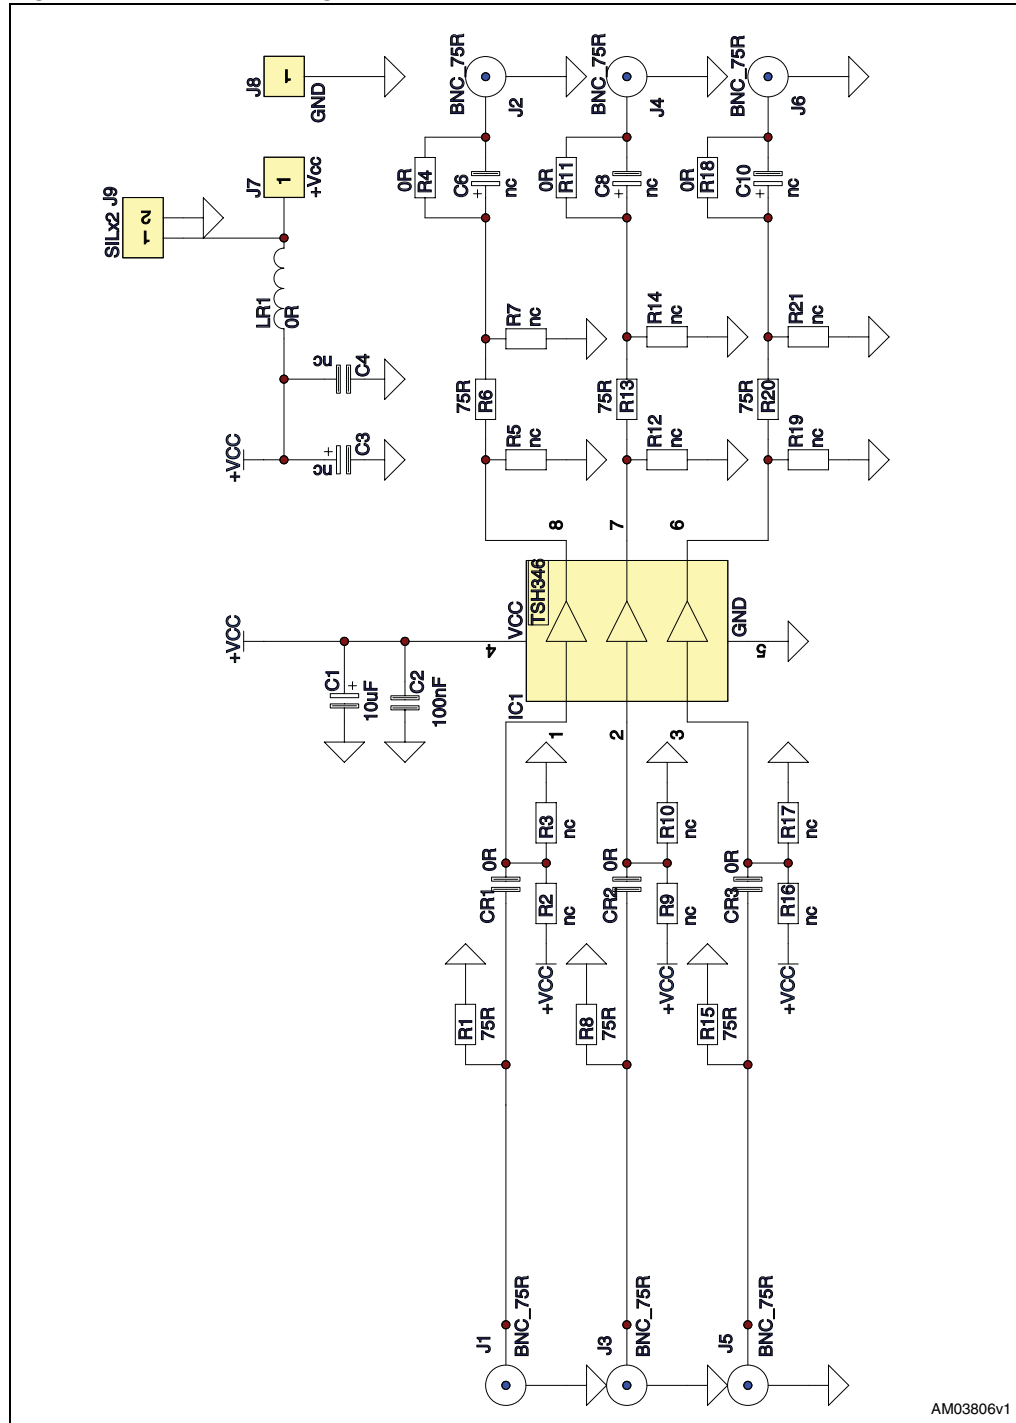 J8
1
GND
J7
1
+Vcc
SILx2 J9
1 2
LR1
0R
nc
C4
+VCC
nc
+
C3
BNC_75R
J2
BNC_75R
J4
BNC_75R
J6
0R
R4
C6
+
nc
0R
R11
C8
+
nc
0R
R18
C10
+
nc
R7
nc
R14
nc
R21
nc
75R
R6
75R
R13
75R
R20
R5
nc
R12
nc
R19
nc
8
7
6
+VCC
4
VCC
TSH346
GND
5
IC1
C1
+
10uF
C2
100nF
1
2
3
R3
nc
R10
nc
R17
nc
CR1
0R
CR2
0R
CR3
0R
R2
nc
R9
nc
R16
nc
+VCC
+VCC
+VCC
R1
75R
R8
75R
R15
75R
J1
BNC_75R
J3
BNC_75R
J5
BNC_75R
AM03806v1